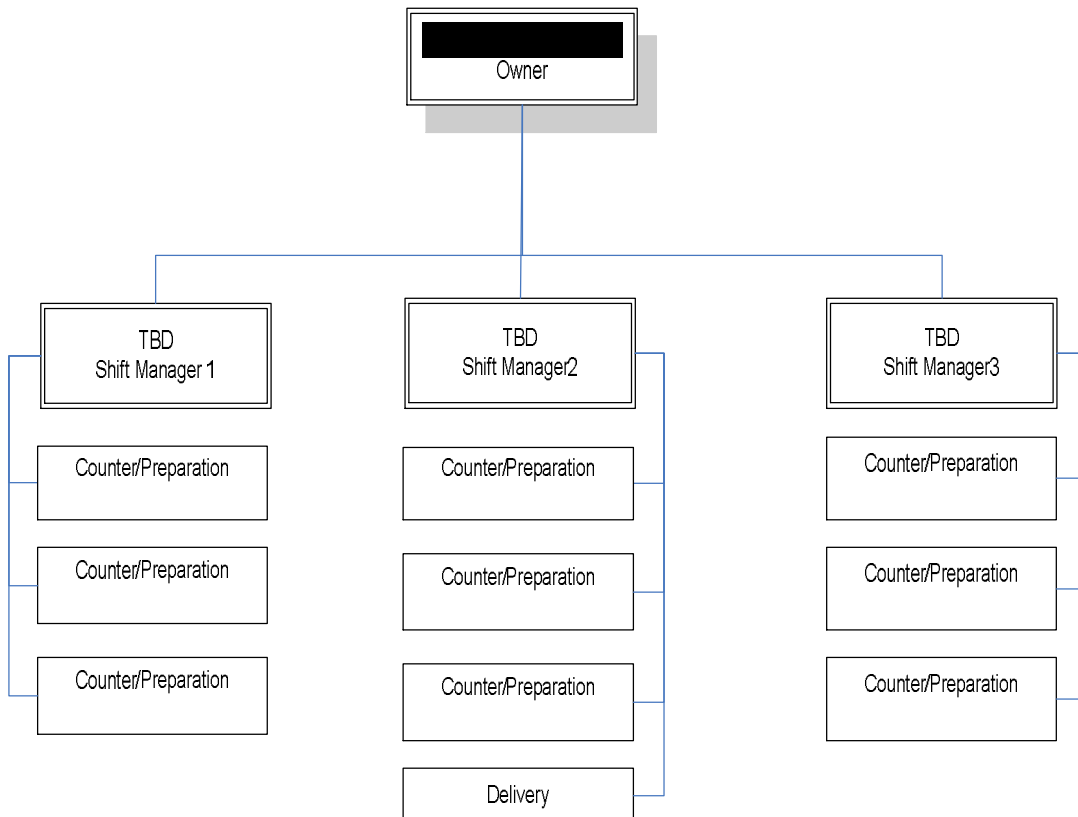 Owner
TBD
Shift Manager 1
TBD
Shift Manager2
TBD
Shift Manager3
Counter/Preparation
Counter/Preparation
Counter/Preparation
Counter/Preparation
Counter/Preparation
Counter/Preparation
Counter/Preparation
Counter/Preparation
Counter/Preparation
Delivery